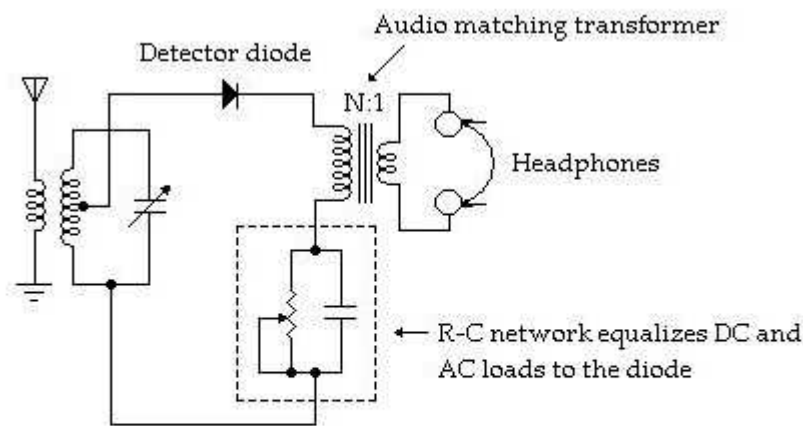 Audio matching transformer
Detector diode
N:1
Headphones
R-C network equalizes DC and
AC loads to the diode